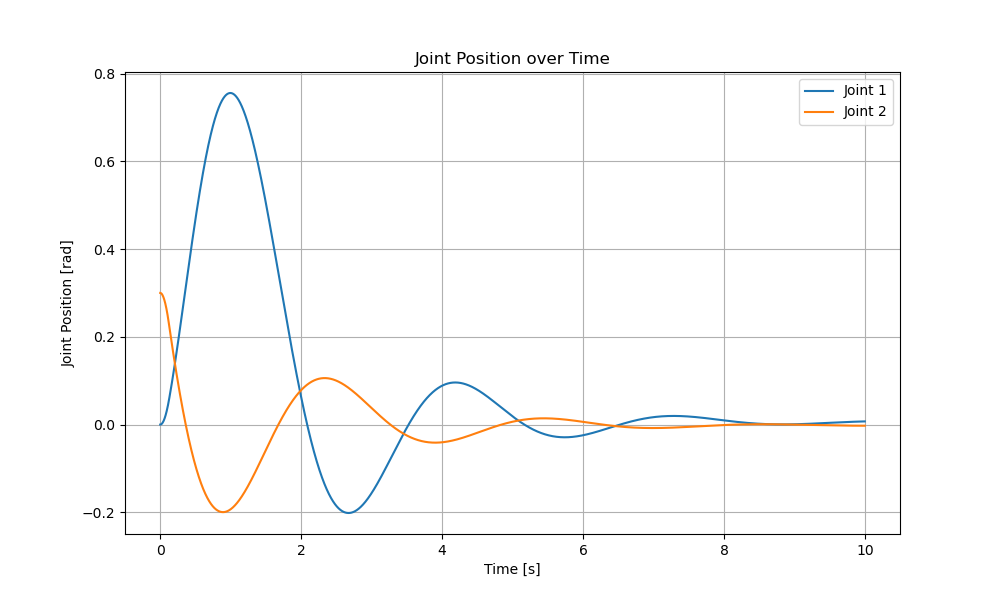 Joint Position over Time
Joint 1
Joint 2
Joint Position [rad]
0.8
0.6
0.4
0.2
0.0
−0.2
0 2 4 6 8 10
Time [s]